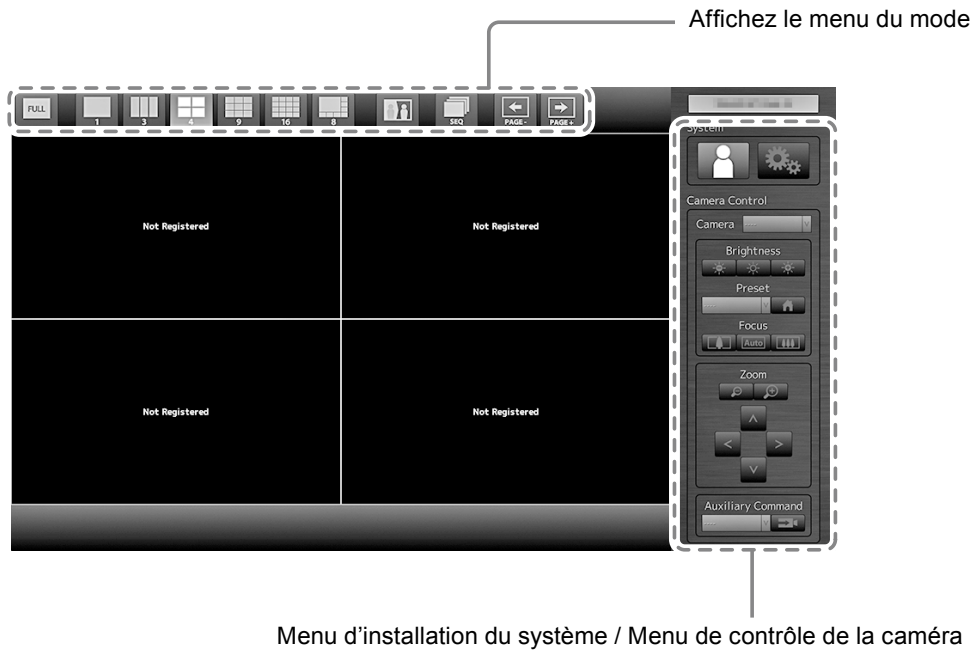 Affichez le menu du mode
FULL
1
3
4
9
16
8
SEQ
PAGE-
PAGE+
System
Camera Control
Camera ----
Brightness
Preset
----
Focus
Auto
Zoom
Auxiliary Command
----
Not Registered
Not Registered
Not Registered
Not Registered
Menu d’installation du système / Menu de contrôle de la caméra